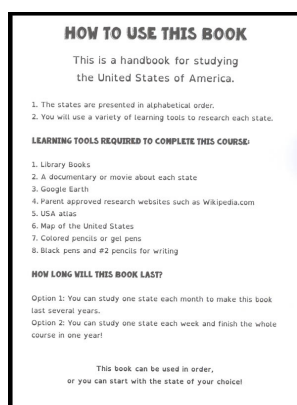 HOW TO USE THIS BOOK
This is a handbook for studying
the United States of America.
1. The states are presented in alphabetical order.
2. You will use a variety of learning tools to research each state.
LEARNING TOOLS REQUIRED TO COMPLETE THIS COURSE:
1. Library Books
2. A documentary or movie about each state
3. Google Earth
4. Parent approved research websites such as Wikipedia.com
5. USA atlas
6. Map of the United States
7. Colored pencils or gel pens
8. Black pens and #2 pencils for writing
HOW LONG WILL THIS BOOK LAST?
Option 1: You can study one state each month to make this book
last several years.
Option 2: You can study one state each week and finish the whole
course in one year!
This book can be used in order,
or you can start with the state of your choice!